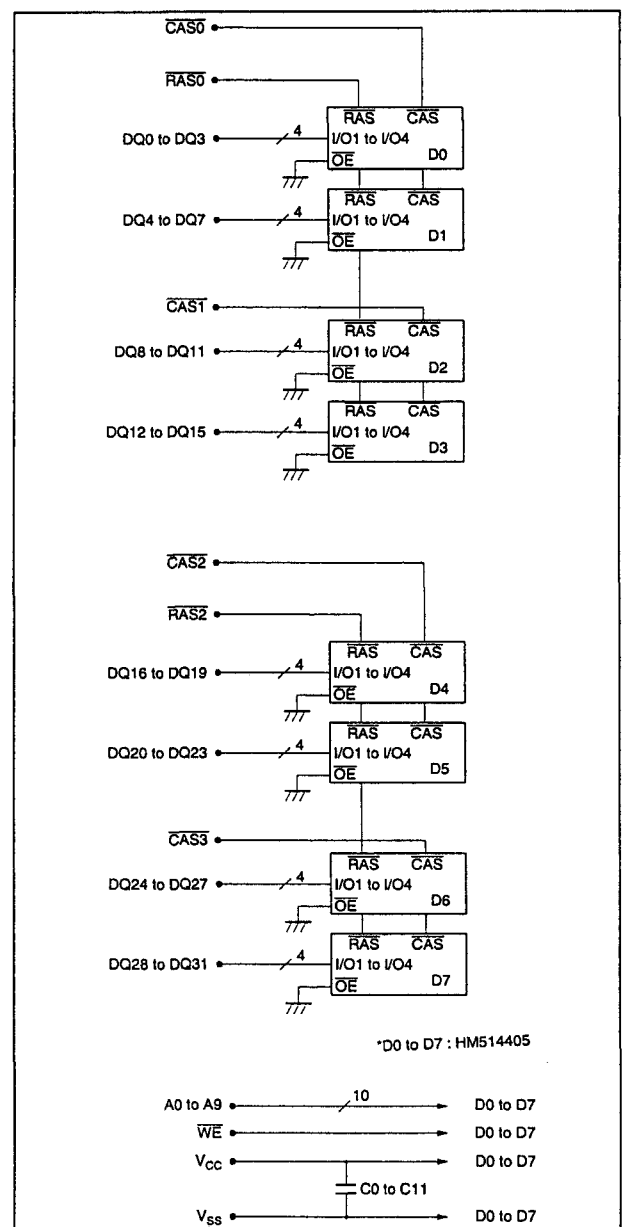 CAS0
RAS0
RAS CAS
DQ0 to DQ3 4 I/O1 to I/O4
OE D0
RAS CAS
DQ4 to DQ7 4 I/O1 to I/O4
OE D1
CAS1
RAS CAS
DQ8 to DQ11 4 I/O1 to I/O4
OE D2
RAS CAS
DQ12 to DQ15 4 I/O1 to I/O4
OE D3
CAS2
RAS2
RAS CAS
DQ16 to DQ19 4 I/O1 to I/O4
OE D4
RAS CAS
DQ20 to DQ23 4 I/O1 to I/O4
OE D5
CAS3
RAS CAS
DQ24 to DQ27 4 I/O1 to I/O4
OE D6
RAS CAS
DQ28 to DQ31 4 I/O1 to I/O4
OE D7
*D0 to D7 : HM514405
A0 to A9 10 D0 to D7
WE D0 to D7
VCC D0 to D7
C0 to C11
VSS D0 to D7